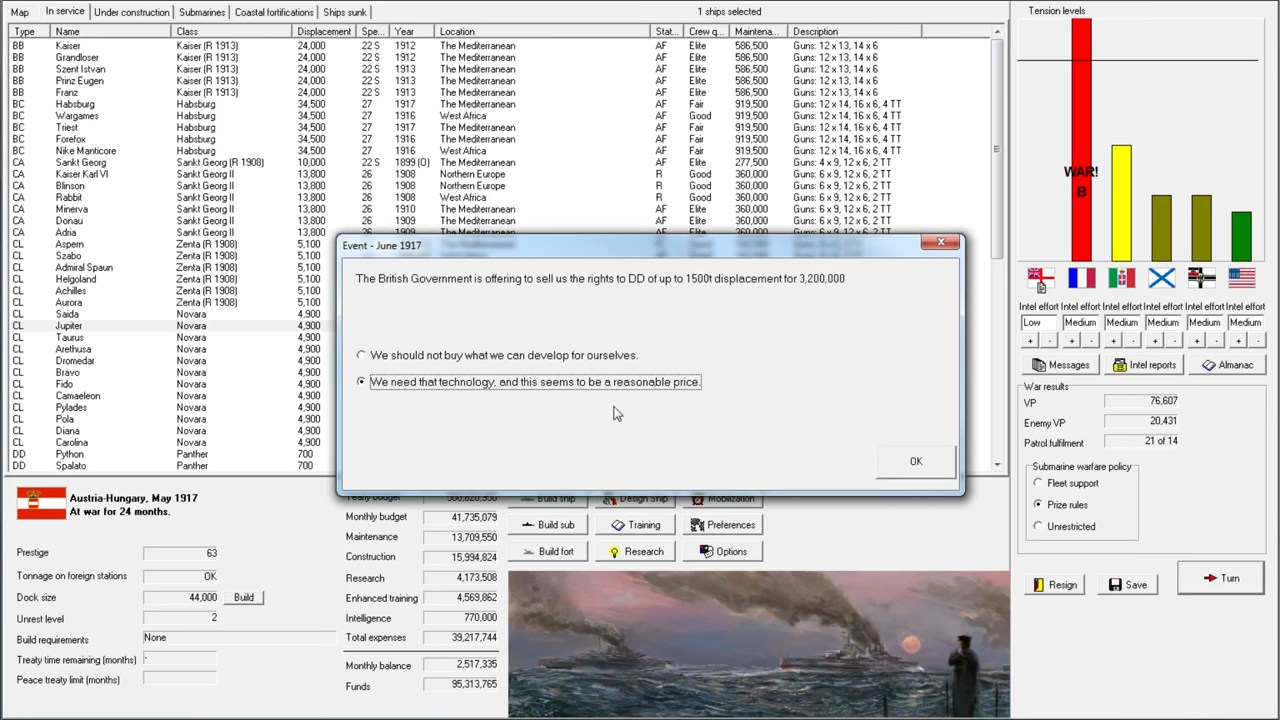 Map In service Under construction Submarines Coastal fortifications Ships sunk 1 ships selected
Type Name Class Displacement Spe... Year Location Stat... Crew q... Maintena... Description
BB Kaiser Kaiser (R 1913) 24,000 22 S 1912 The Mediterranean AF Elite 586,500 Guns: 12 x 13, 14 x 6
BB Grandloser Kaiser (R 1913) 24,000 22 S 1912 The Mediterranean AF Elite 586,500 Guns: 12 x 13, 14 x 6
BB Szent Istvan Kaiser (R 1913) 24,000 22 S 1913 The Mediterranean AF Elite 586,500 Guns: 12 x 13, 14 x 6
BB Prinz Eugen Kaiser (R 1913) 24,000 22 S 1913 The Mediterranean AF Elite 586,500 Guns: 12 x 13, 14 x 6
BB Franz Kaiser (R 1913) 24,000 22 S 1913 The Mediterranean AF Elite 586,500 Guns: 12 x 13, 14 x 6
BC Habsburg Habsburg 34,500 27 1917 The Mediterranean AF Fair 919,500 Guns: 12 x 14, 16 x 6, 4 TT
BC Wargames Habsburg 34,500 27 1916 West Africa AF Good 919,500 Guns: 12 x 14, 16 x 6, 4 TT
BC Triest Habsburg 34,500 27 1917 The Mediterranean AF Fair 919,500 Guns: 12 x 14, 16 x 6, 4 TT
BC Forefox Habsburg 34,500 27 1916 The Mediterranean AF Fair 919,500 Guns: 12 x 14, 16 x 6, 4 TT
BC Nike Manticore Habsburg 34,500 27 1916 West Africa AF Good 919,500 Guns: 12 x 14, 16 x 6, 4 TT
CA Sankt Georg Sankt Georg (R 1908) 10,000 22 S 1899 (O) The Mediterranean AF Elite 277,500 Guns: 4 x 9, 12 x 6, 2 TT
CA Kaiser Karl VI Sankt Georg II 13,800 26 1908 Northern Europe R Good 360,000 Guns: 6 x 9, 12 x 6, 2 TT
CA Blinson Sankt Georg II 13,800 26 1908 Northern Europe R Good 360,000 Guns: 6 x 9, 12 x 6, 2 TT
CA Rabbit Sankt Georg II 13,800 26 1908 West Africa R Good 360,000 Guns: 6 x 9, 12 x 6, 2 TT
CA Minerva Sankt Georg II 13,800 26 1910 The Mediterranean AF Good 360,000 Guns: 6 x 9, 12 x 6, 2 TT
CA Donau Sankt Georg II 13,800 26 1909 The Mediterranean AF Good 360,000 Guns: 6 x 9, 12 x 6, 2 TT
CA Adria Sankt Georg II 13,800 26 1909 The Mediterranean AF Good 360,000 Guns: 6 x 9, 12 x 6, 2 TT
CL Aspern Zenta (R 1908) 5,100
CL Szabo Zenta (R 1908) 5,100
CL Admiral Spaun Zenta (R 1908) 5,100
CL Helgoland Zenta (R 1908) 5,100
CL Achilles Zenta (R 1908) 5,100
CL Aurora Zenta (R 1908) 5,100
CL Saida Novara 4,900
CL Jupiter Novara 4,900
CL Taurus Novara 4,900
CL Arethusa Novara 4,900
CL Dromedar Novara 4,900
CL Bravo Novara 4,900
CL Fido Novara 4,900
CL Camaeleon Novara 4,900
CL Pylades Novara 4,900
CL Pola Novara 4,900
CL Diana Novara 4,900
CL Carolina Novara 4,900
DD Python Panther 700
DD Spalato Panther 700
Event - June 1917
The British Government is offering to sell us the rights to DD of up to 1500t displacement for 3,200,000
We should not buy what we can develop for ourselves.
We need that technology, and this seems to be a reasonable price.
OK
Austria-Hungary, May 1917
At war for 24 months.
Prestige 63
Tonnage on foreign stations OK
Dock size 44,000 Build
Unrest level 2
Build requirements None
Treaty time remaining (months) -
Peace treaty limit (months)
Monthly budget 41,735,079
Maintenance 13,709,550
Construction 15,994,824
Research 4,173,508
Enhanced training 4,569,862
Intelligence 770,000
Total expenses 39,217,744
Monthly balance 2,517,335
Funds 95,313,765
Build ship Design Ship Mobilization
Build sub Training Preferences
Build fort Research Options
Tension levels
WAR!
B
Intel effort Intel effort Intel effort Intel effort Intel effort Intel effort
Low Medium Medium Medium Medium Medium
+ - + - + - + - + - + -
Messages Intel reports Almanac
War results
VP 76,607
Enemy VP 20,431
Patrol fulfilment 21 of 14
Submarine warfare policy
Fleet support
Prize rules
Unrestricted
Resign Save Turn